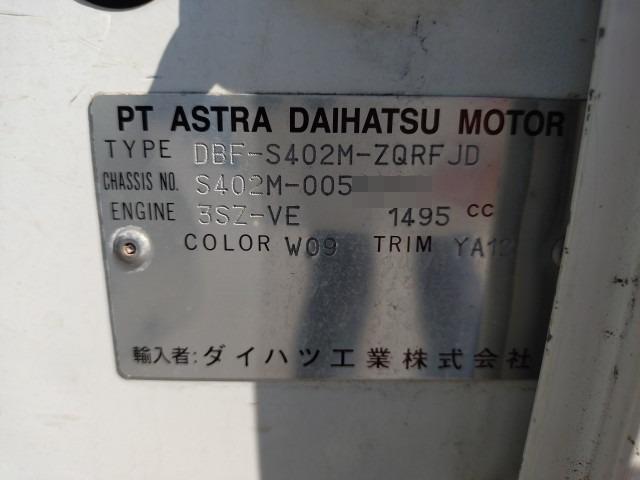 PT ASTRA DAIHATSU MOTOR
TYPE DBF-S402M-ZQRFJD
CHASSIS NO. S402M-005
ENGINE 3SZ-VE 1495 CC
COLOR W09 TRIM
輸入者:ダイハツ工業株式会社